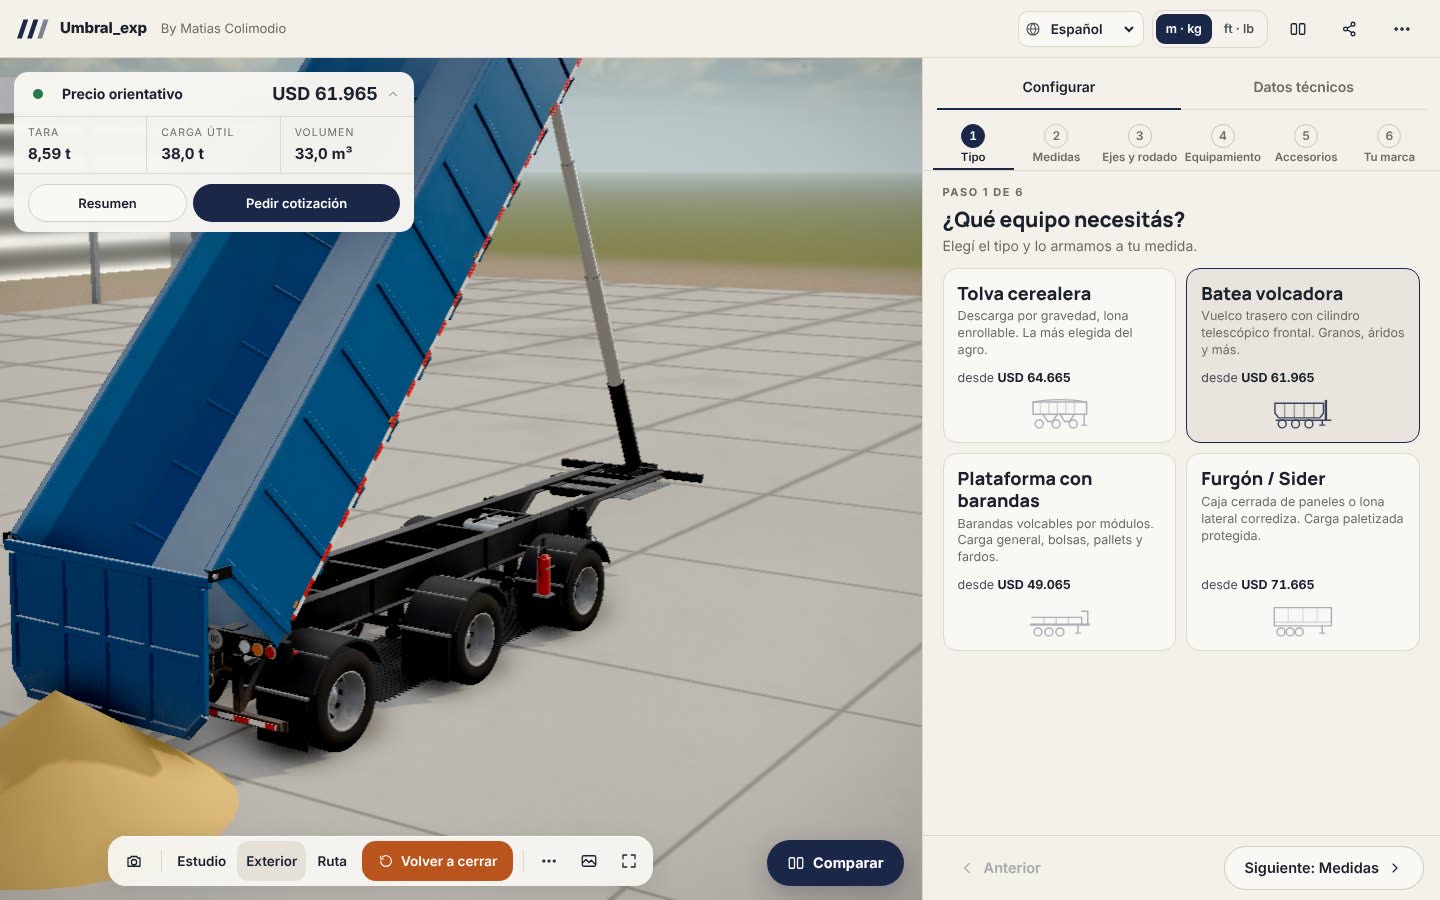 Umbral_exp
By Matias Colimodio
Español
m · kg
ft · lb
Precio orientativo
USD 61.965
TARA
8,59 t
CARGA ÚTIL
38,0 t
VOLUMEN
33,0 m³
Resumen
Pedir cotización
Configurar
Datos técnicos
1
Tipo
2
Medidas
3
Ejes y rodado
4
Equipamiento
5
Accesorios
6
Tu marca
PASO 1 DE 6
¿Qué equipo necesitás?
Elegí el tipo y lo armamos a tu medida.
Tolva cerealera
Descarga por gravedad, lona
enrollable. La más elegida del
agro.
desde USD 64.665
Batea volcadora
Vuelco trasero con cilindro
telescópico frontal. Granos, áridos
y más.
desde USD 61.965
Plataforma con
barandas
Barandas volcables por módulos.
Carga general, bolsas, pallets y
fardos.
desde USD 49.065
Furgón / Sider
Caja cerrada de paneles o lona
lateral corrediza. Carga paletizada
protegida.
desde USD 71.665
80
Estudio
Exterior
Ruta
Volver a cerrar
Comparar
Anterior
Siguiente: Medidas